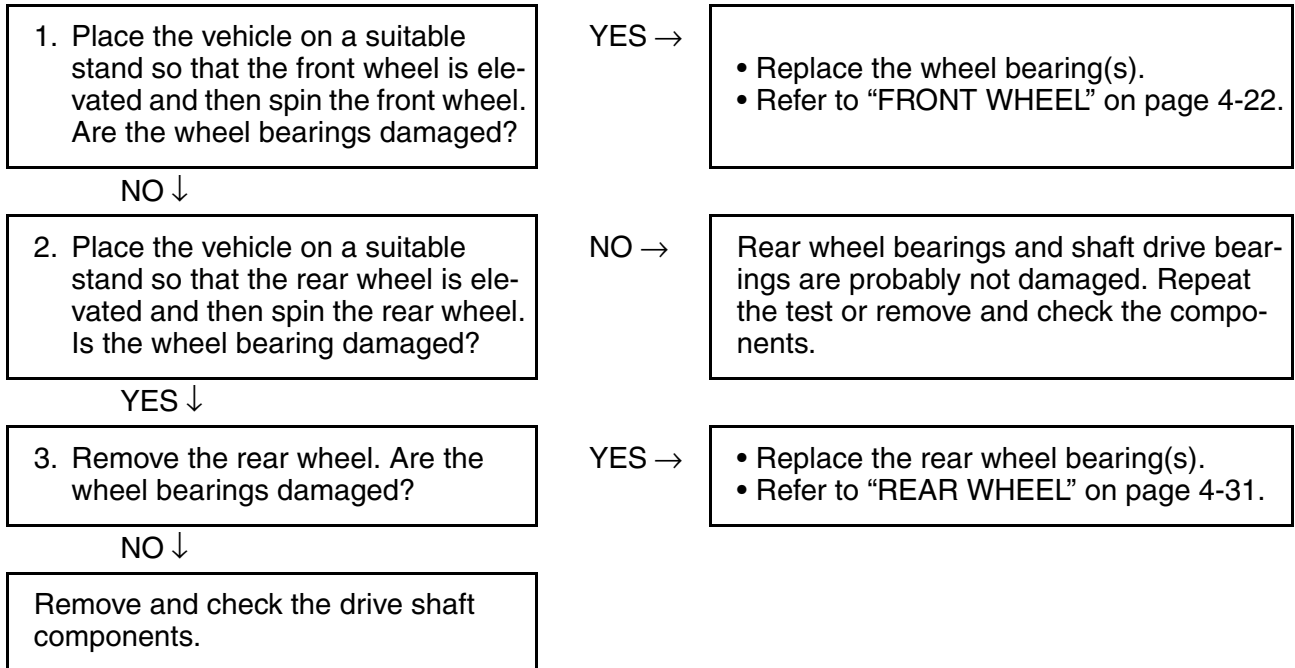 1. Place the vehicle on a suitable
stand so that the front wheel is ele-
vated and then spin the front wheel.
Are the wheel bearings damaged?
YES →
• Replace the wheel bearing(s).
• Refer to “FRONT WHEEL” on page 4-22.
NO ↓
2. Place the vehicle on a suitable
stand so that the rear wheel is ele-
vated and then spin the rear wheel.
Is the wheel bearing damaged?
NO →
Rear wheel bearings and shaft drive bear-
ings are probably not damaged. Repeat
the test or remove and check the compo-
nents.
YES ↓
3. Remove the rear wheel. Are the
wheel bearings damaged?
YES →
• Replace the rear wheel bearing(s).
• Refer to “REAR WHEEL” on page 4-31.
NO ↓
Remove and check the drive shaft
components.